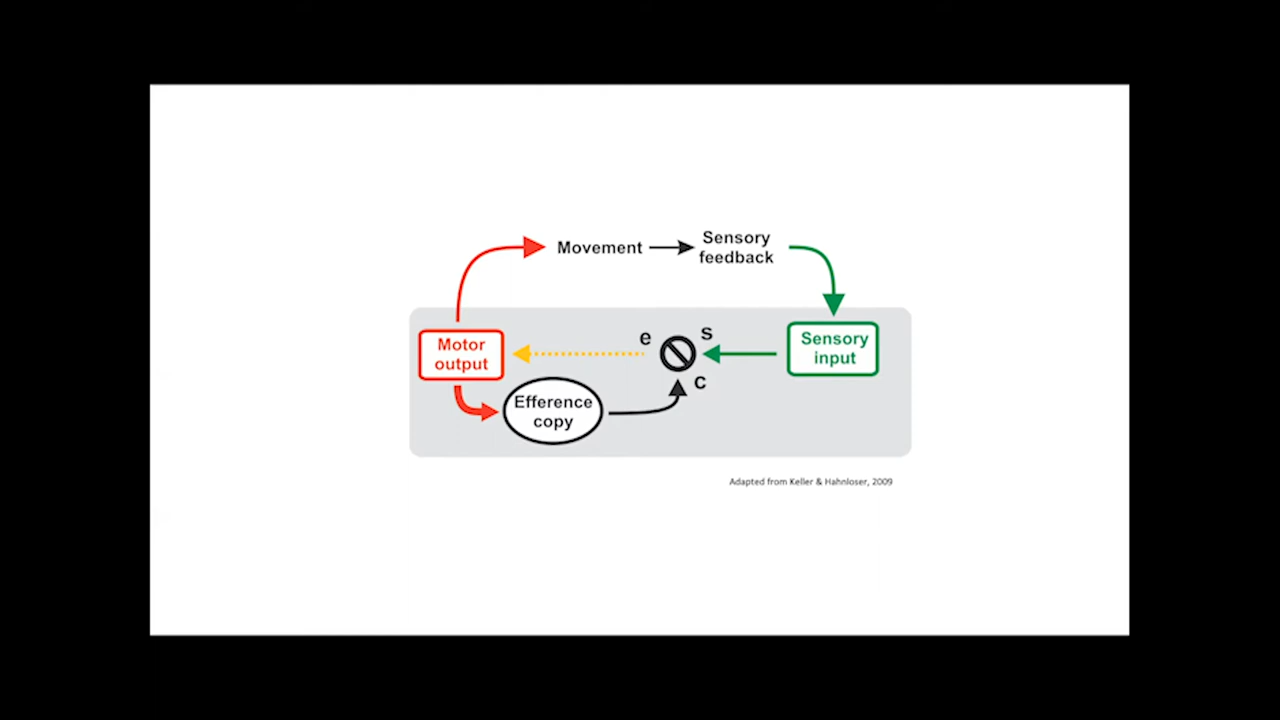 Movement
Sensory
feedback
Motor
output
e
s
Sensory
input
c
Efference
copy
Adapted from Keller & Hahnloser, 2009